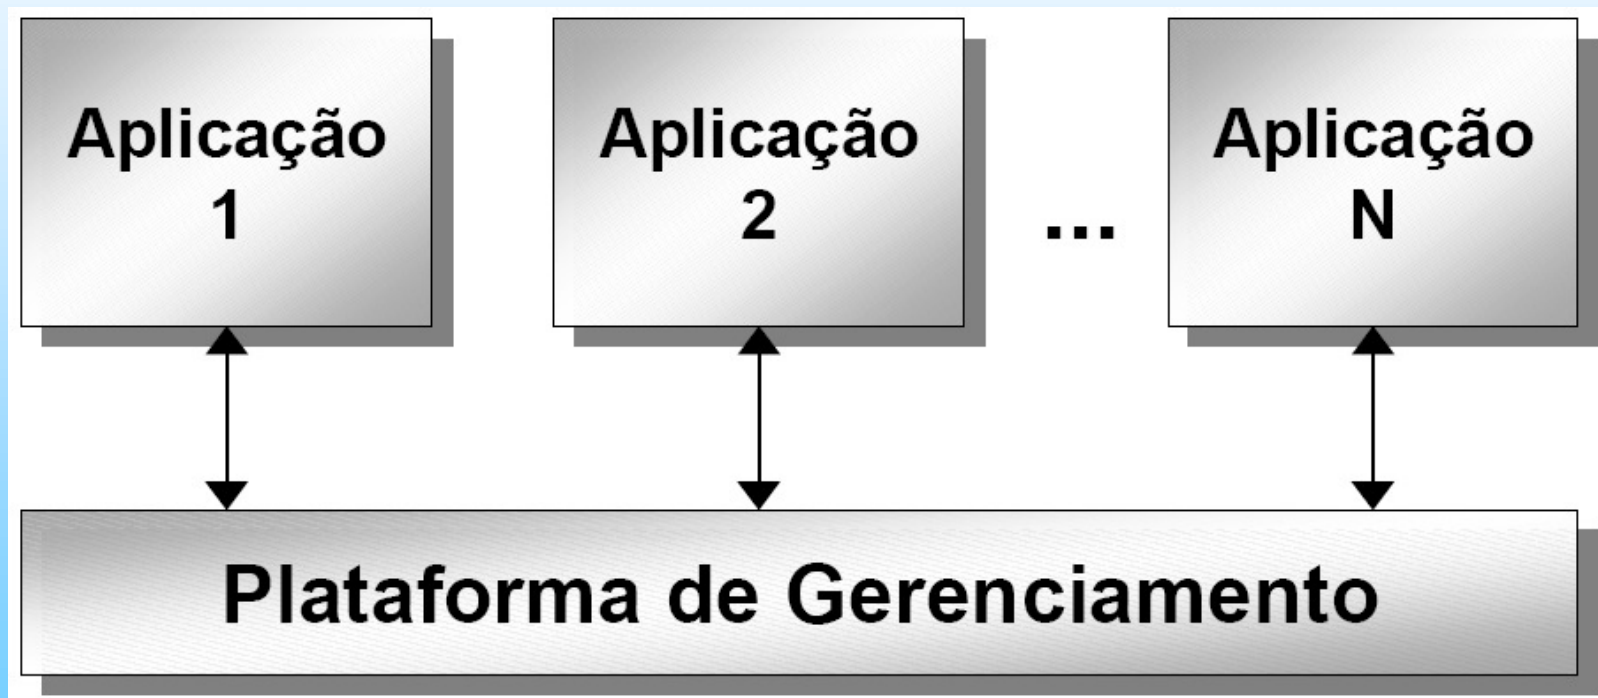 Aplicação
1
Aplicação
2
...
Aplicação
N
Plataforma de Gerenciamento